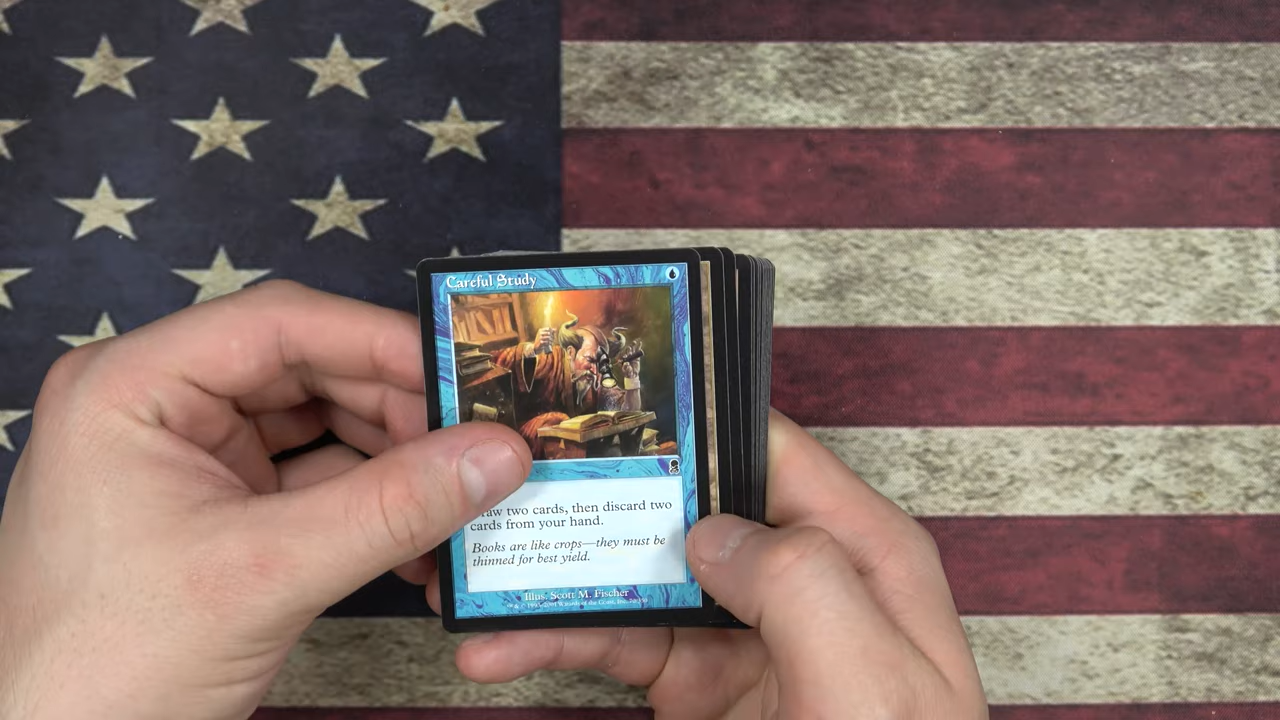 Careful Study
raw two cards, then discard two
cards from your hand.
Books are like crops—they must be
thinned for best yield.
Illus. Scott M. Fischer